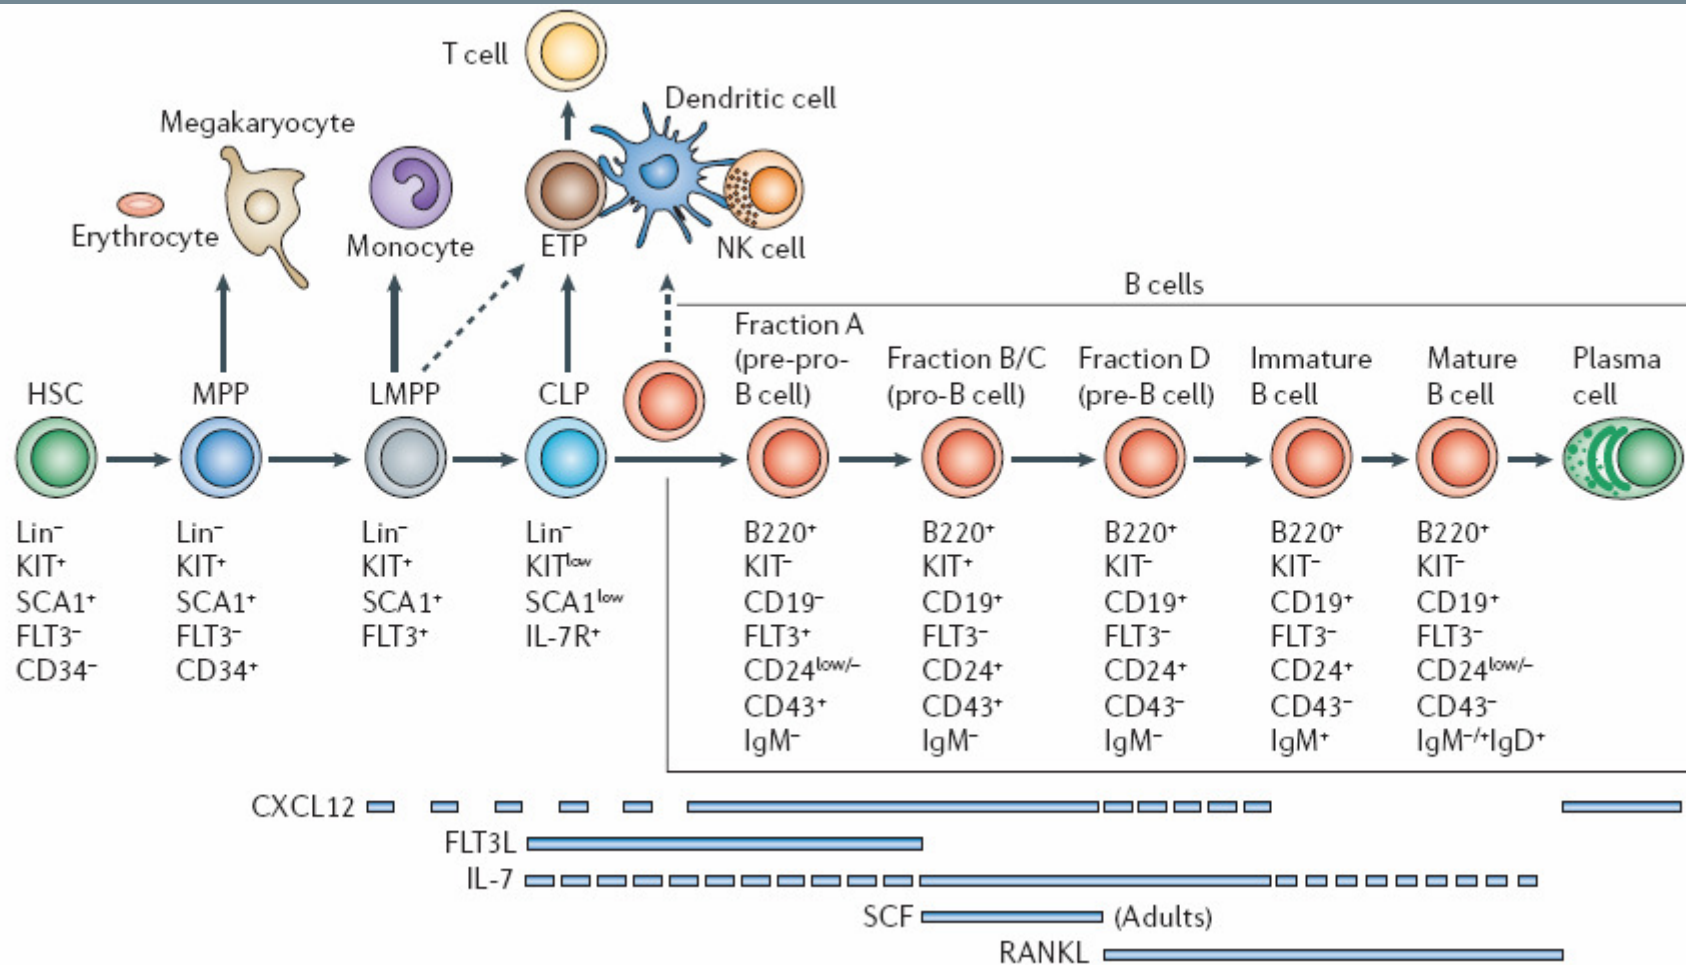 T cell
Dendritic cell
Megakaryocyte
Erythrocyte
Monocyte
ETP
NK cell
B cells
HSC
MPP
LMPP
CLP
Fraction A
(pre-pro-
B cell)
Fraction B/C
(pro-B cell)
Fraction D
(pre-B cell)
Immature
B cell
Mature
B cell
Plasma
cell
Lin⁻
KIT⁺
SCA1⁺
FLT3⁻
CD34⁻
Lin⁻
KIT⁺
SCA1⁺
FLT3⁻
CD34⁺
Lin⁻
KIT⁺
SCA1⁺
FLT3⁺
Lin⁻
KITˡᵒʷ
SCA1ˡᵒʷ
IL-7R⁺
B220⁺
KIT⁻
CD19⁻
FLT3⁺
CD24ˡᵒʷ/⁻
CD43⁺
IgM⁻
B220⁺
KIT⁺
CD19⁺
FLT3⁻
CD24⁺
CD43⁺
IgM⁻
B220⁺
KIT⁻
CD19⁺
FLT3⁻
CD24⁺
CD43⁻
IgM⁻
B220⁺
KIT⁻
CD19⁺
FLT3⁻
CD24⁺
CD43⁻
IgM⁺
B220⁺
KIT⁻
CD19⁺
FLT3⁻
CD24ˡᵒʷ/⁻
CD43⁻
IgM⁻/⁺IgD⁺
CXCL12
FLT3L
IL-7
SCF (Adults)
RANKL